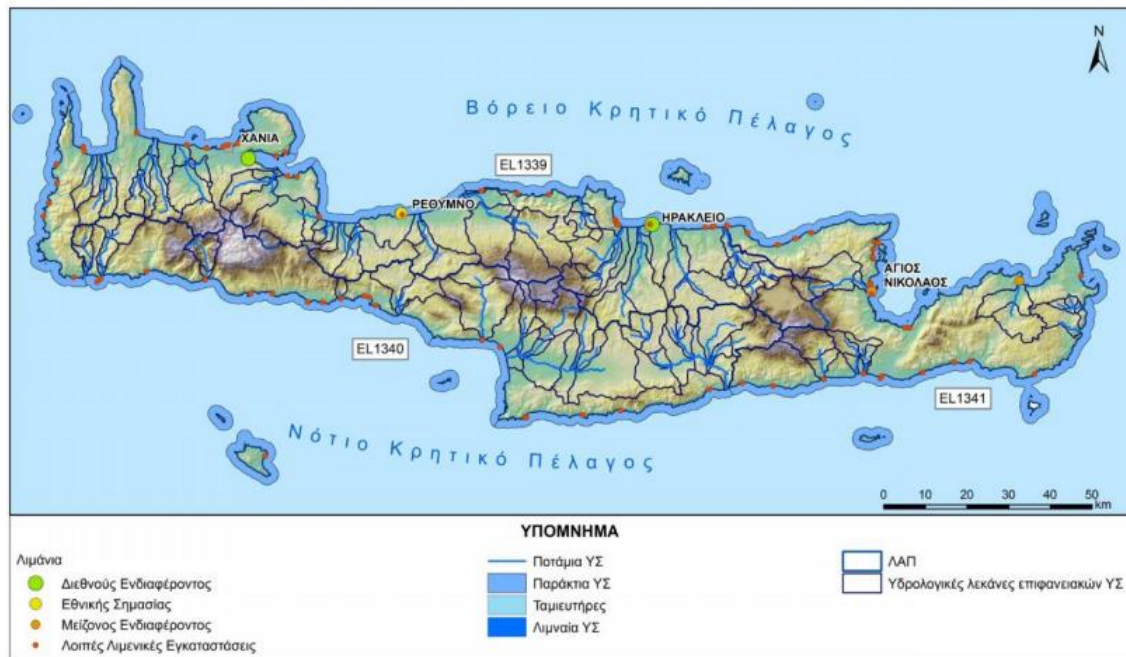 N
Βόρειο Κρητικό Πέλαγος
ΧΑΝΙΑ
EL1339
ΡΕΘΥΜΝΟ
ΗΡΑΚΛΕΙΟ
ΑΓΙΟΣ
ΝΙΚΟΛΑΟΣ
EL1340
EL1341
Νότιο Κρητικό Πέλαγος
0 10 20 30 40 50
km
ΥΠΟΜΝΗΜΑ
Λιμάνια
Διεθνούς Ενδιαφέροντος
Εθνικής Σημασίας
Μείζονος Ενδιαφέροντος
Λοιπές Λιμενικές Εγκαταστάσεις
Ποτάμια ΥΣ
Παράκτια ΥΣ
Ταμιευτήρες
Λιμναία ΥΣ
ΛΑΠ
Υδρολογικές λεκάνες επιφανειακών ΥΣ